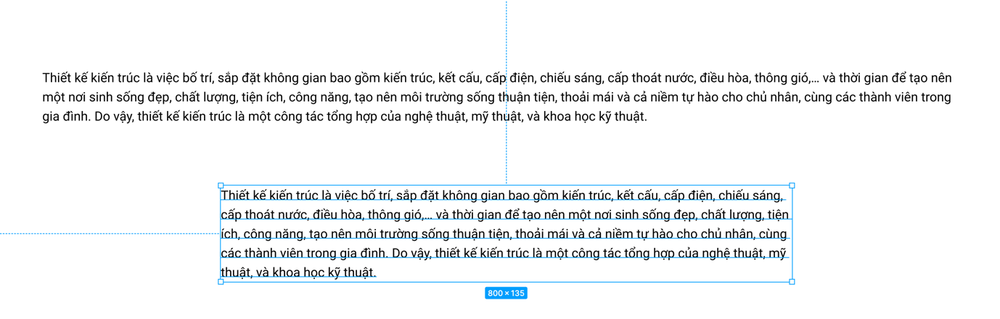 Thiết kế kiến trúc là việc bố trí, sắp đặt không gian bao gồm kiến trúc, kết cấu, cấp điện, chiếu sáng, cấp thoát nước, điều hòa, thông gió,... và thời gian để tạo nên
một nơi sinh sống đẹp, chất lượng, tiện ích, công năng, tạo nên môi trường sống thuận tiện, thoải mái và cả niềm tự hào cho chủ nhân, cùng các thành viên trong
gia đình. Do vậy, thiết kế kiến trúc là một công tác tổng hợp của nghệ thuật, mỹ thuật, và khoa học kỹ thuật.
Thiết kế kiến trúc là việc bố trí, sắp đặt không gian bao gồm kiến trúc, kết cấu, cấp điện, chiếu sáng,
cấp thoát nước, điều hòa, thông gió,... và thời gian để tạo nên một nơi sinh sống đẹp, chất lượng, tiện
ích, công năng, tạo nên môi trường sống thuận tiện, thoải mái và cả niềm tự hào cho chủ nhân, cùng
các thành viên trong gia đình. Do vậy, thiết kế kiến trúc là một công tác tổng hợp của nghệ thuật, mỹ
thuật, và khoa học kỹ thuật.
800 × 135